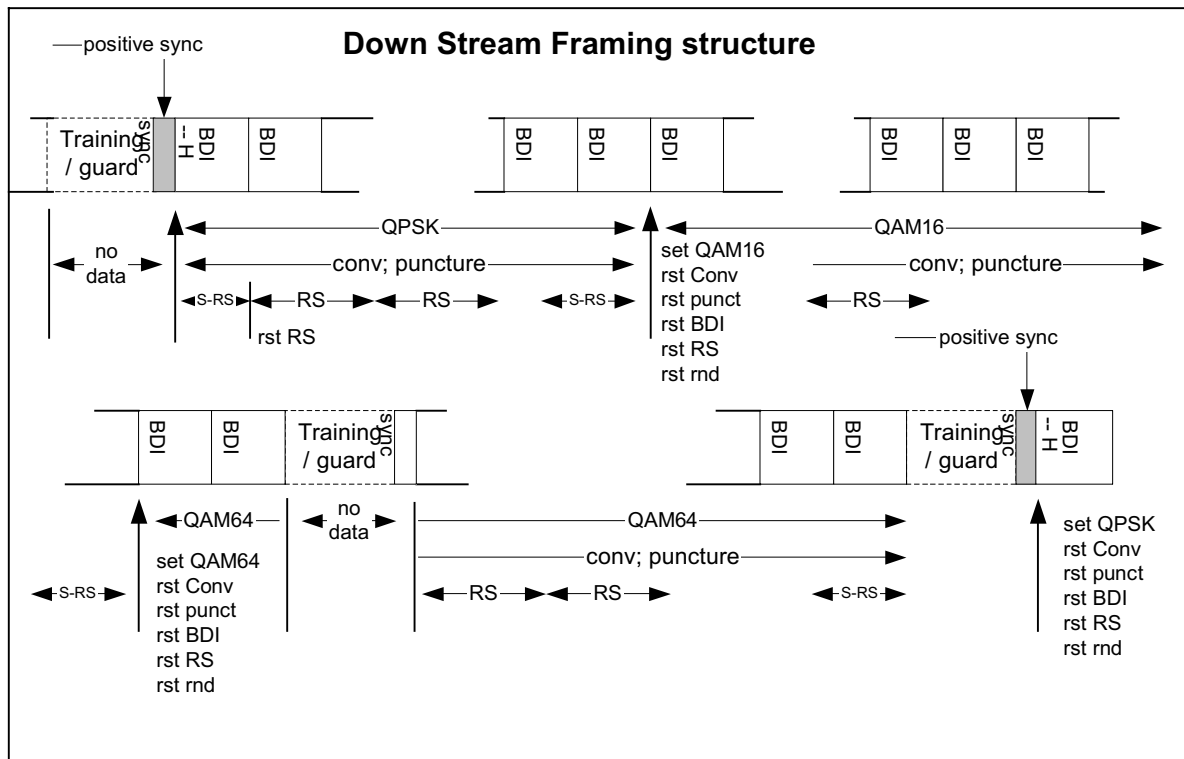 Down Stream Framing structure
positive sync
Training
/ guard
sync
-- H
BDI
BDI
BDI
BDI
BDI
BDI
BDI
BDI
no
data
QPSK
conv; puncture
S-RS
RS
RS
S-RS
rst RS
set QAM16
rst Conv
rst punct
rst BDI
rst RS
rst rnd
QAM16
conv; puncture
RS
positive sync
BDI
BDI
Training
/ guard
sync
BDI
BDI
Training
/ guard
sync
-- H
BDI
S-RS
QAM64
set QAM64
rst Conv
rst punct
rst BDI
rst RS
rst rnd
no
data
QAM64
conv; puncture
RS
RS
S-RS
set QPSK
rst Conv
rst punct
rst BDI
rst RS
rst rnd